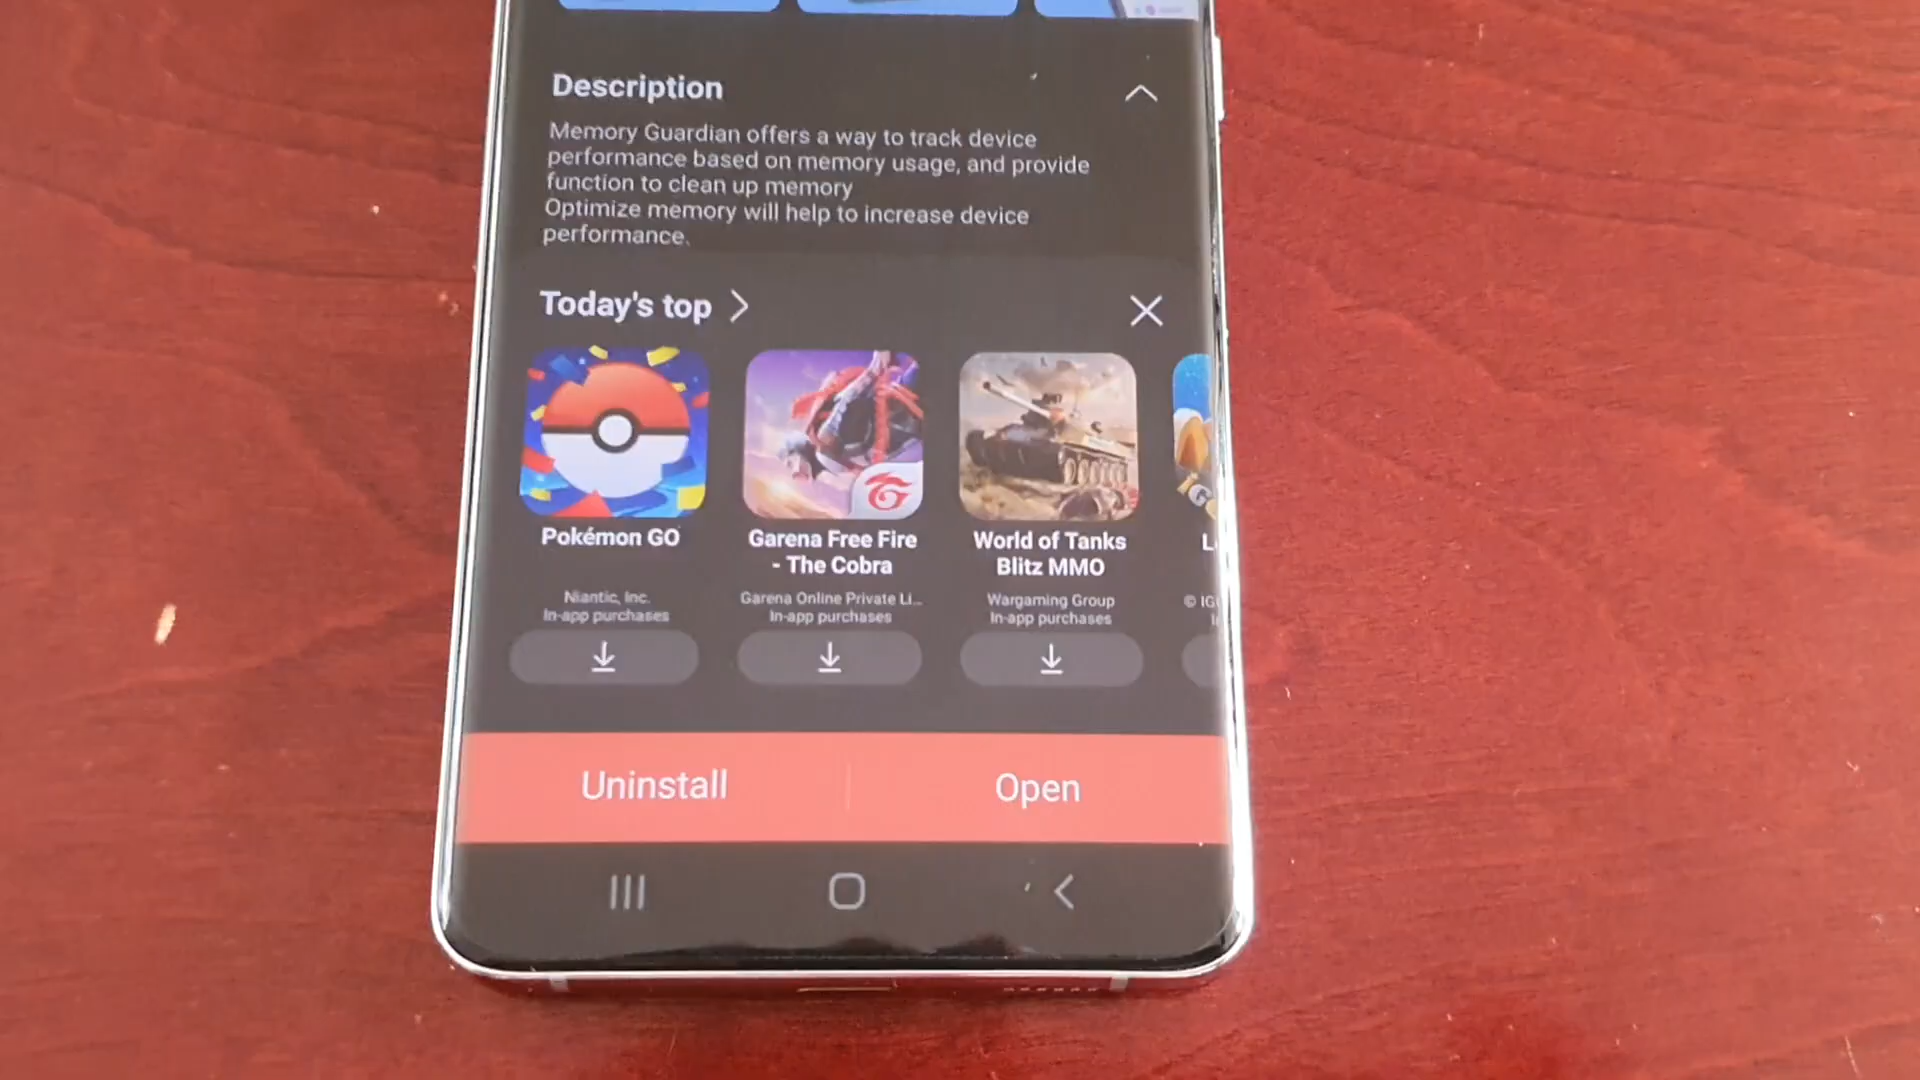 Description
Memory Guardian offers a way to track device
performance based on memory usage, and provide
function to clean up memory
Optimize memory will help to increase device
performance.
Today's top
Pokémon GO
Niantic, Inc.
In-app purchases
Garena Free Fire
- The Cobra
Garena Online Private Li...
In-app purchases
World of Tanks
Blitz MMO
Wargaming Group
In-app purchases
Uninstall
Open